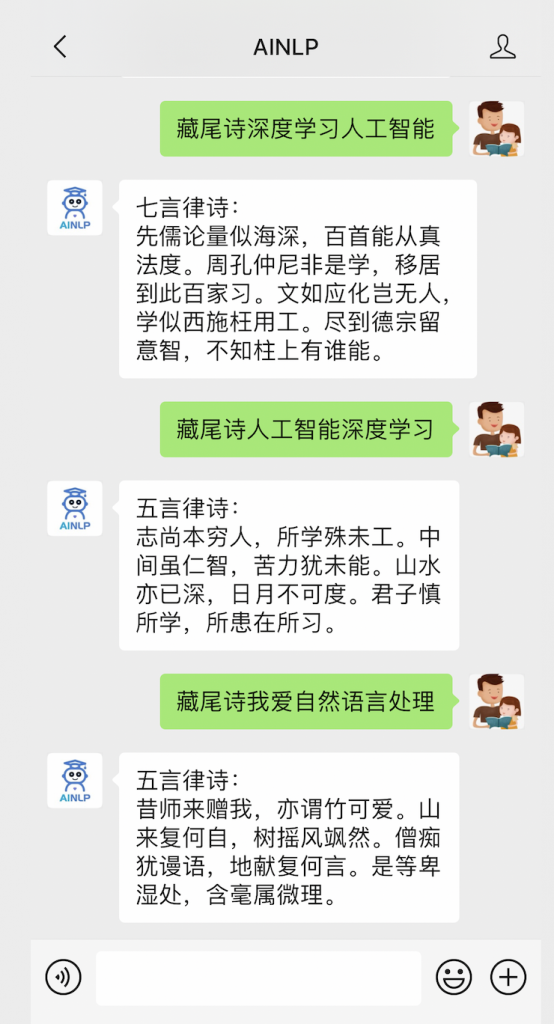 AINLP
藏尾诗深度学习人工智能
AINLP
七言律诗：
先儒论量似海深，百首能从真
法度。周孔仲尼非是学，移居
到此百家习。文如应化岂无人，
学似西施枉用工。尽到德宗留
意智，不知柱上有谁能。
藏尾诗人工智能深度学习
AINLP
五言律诗：
志尚本穷人，所学殊未工。中
间虽仁智，苦力犹未能。山水
亦已深，日月不可度。君子慎
所学，所患在所习。
藏尾诗我爱自然语言处理
AINLP
五言律诗：
昔师来赠我，亦谓竹可爱。山
来复何自，树摇风飒然。僧痴
犹谩语，地献复何言。是等卑
湿处，含毫属微理。